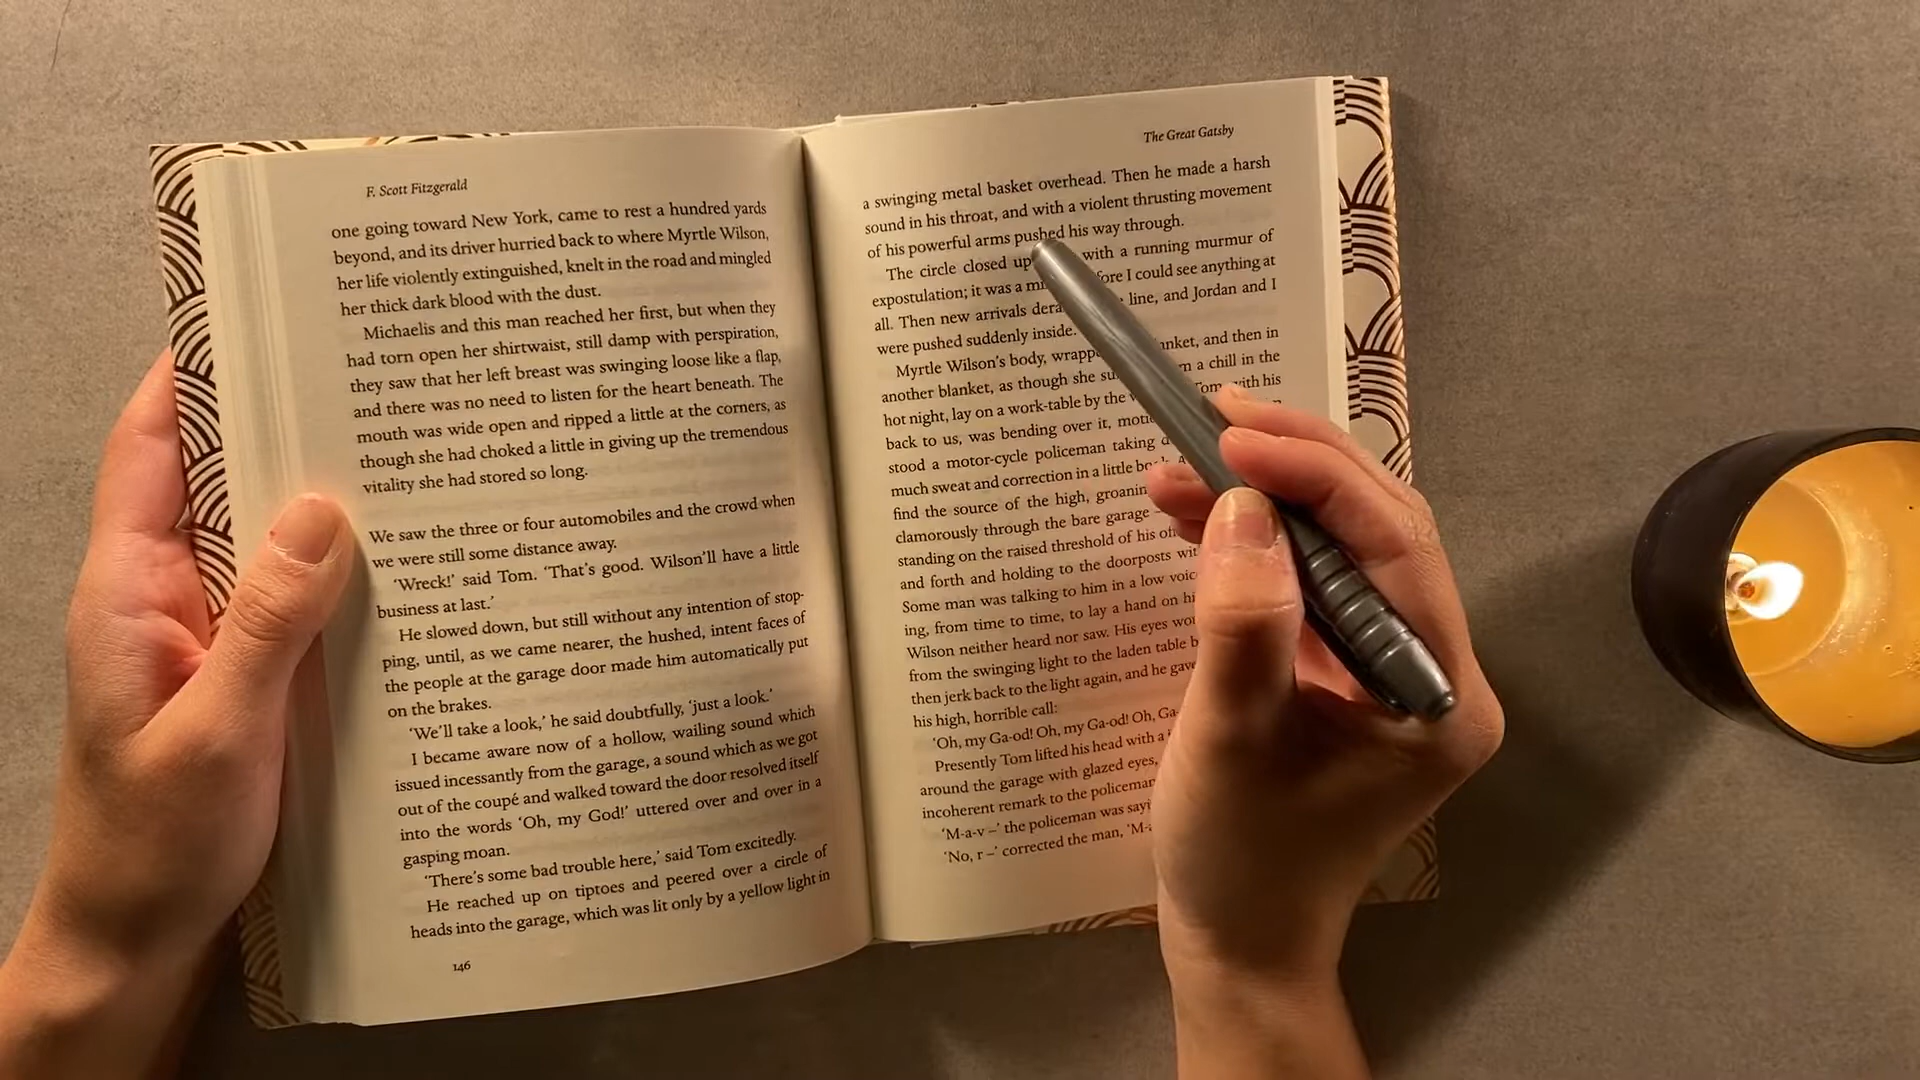 F. Scott Fitzgerald
one going toward New York, came to rest a hundred yards
beyond, and its driver hurried back to where Myrtle Wilson,
her life violently extinguished, knelt in the road and mingled
her thick dark blood with the dust.
Michaelis and this man reached her first, but when they
had torn open her shirtwaist, still damp with perspiration,
they saw that her left breast was swinging loose like a flap,
and there was no need to listen for the heart beneath. The
mouth was wide open and ripped a little at the corners, as
though she had choked a little in giving up the tremendous
vitality she had stored so long.
We saw the three or four automobiles and the crowd when
we were still some distance away.
‘Wreck!’ said Tom. ‘That’s good. Wilson’ll have a little
business at last.’
He slowed down, but still without any intention of stop-
ping, until, as we came nearer, the hushed, intent faces of
the people at the garage door made him automatically put
on the brakes.
‘We’ll take a look,’ he said doubtfully, ‘just a look.’
I became aware now of a hollow, wailing sound which
issued incessantly from the garage, a sound which as we got
out of the coupé and walked toward the door resolved itself
into the words ‘Oh, my God!’ uttered over and over in a
gasping moan.
‘There’s some bad trouble here,’ said Tom excitedly.
He reached up on tiptoes and peered over a circle of
heads into the garage, which was lit only by a yellow light in
146
The Great Gatsby
a swinging metal basket overhead. Then he made a harsh
sound in his throat, and with a violent thrusting movement
of his powerful arms pushed his way through.
The circle closed up with a running murmur of
expostulation; it was a I could see anything at
all. Then new arrivals line, and Jordan and I
were pushed suddenly inside.
Myrtle Wilson’s body, and then in
another blanket, as though she a chill in the
hot night, lay on a work-table by the with his
back to us, was bending over it,
stood a motor-cycle policeman taking
much sweat and correction in a little
find the source of the high,
clamorously through the bare garage –
standing on the raised threshold of his
and forth and holding to the doorposts
Some man was talking to him in a low
ing, from time to time, to lay a hand on
Wilson neither heard nor saw. His eyes
from the swinging light to the laden table
then jerk back to the light again, and he gave
his high, horrible call:
‘Oh, my Ga-od! Oh, my Ga-od! Oh, Ga-
Presently Tom lifted his head with a
around the garage with glazed eyes,
incoherent remark to the policeman
‘M-a-v –’ the policeman was
‘No, r –’ corrected the man,